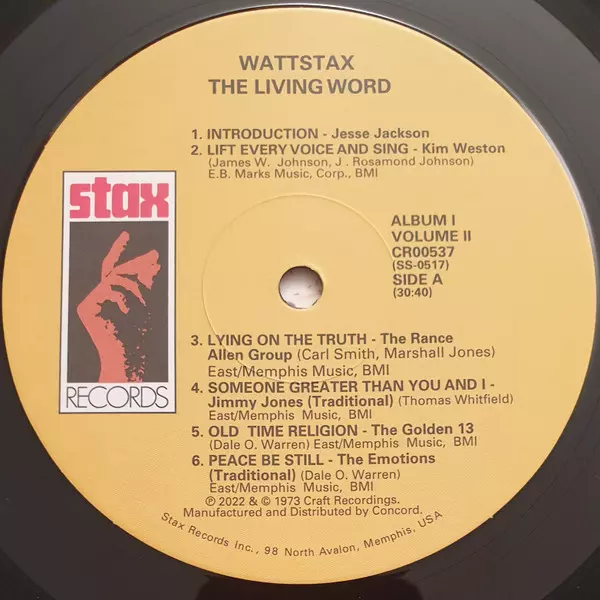 WATTSTAX
THE LIVING WORD
1. INTRODUCTION - Jesse Jackson
2. LIFT EVERY VOICE AND SING - Kim Weston
(James W. Johnson, J . Rosamond Johnson)
E.B. Marks Music, Corp., BMI
stax
RECORDS
ALBUM I
VOLUME II
CR00537
(SS-0517)
SIDE A
(30:40)
3. LYING ON THE TRUTH - The Rance
Allen Group (Carl Smith, Marshall Jones)
East/Memphis Music, BMI
4. SOMEONE GREATER THAN YOU AND I -
Jimmy Jones (Traditional) (Thomas Whitfield)
East/Memphis Music, BMI
5. OLD TIME RELIGION - The Golden 13
(Dale O. Warren) East/Memphis Music, BMI
6. PEACE BE STILL - The Emotions
(Traditional) (Dale O. Warren)
East/Memphis Music, BMI
℗ 2022 & © 1973 Craft Recordings.
Manufactured and Distributed by Concord.
Stax Records Inc., 98 North Avalon, Memphis, USA